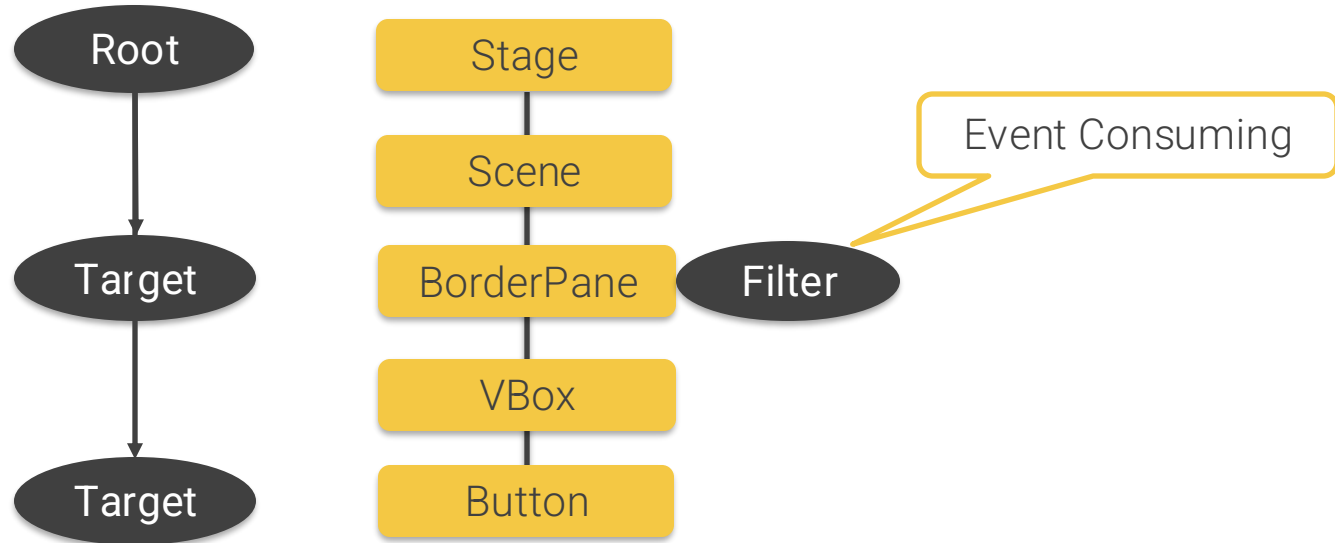 Root
Stage
Event Consuming
Scene
Target
BorderPane
Filter
VBox
Target
Button